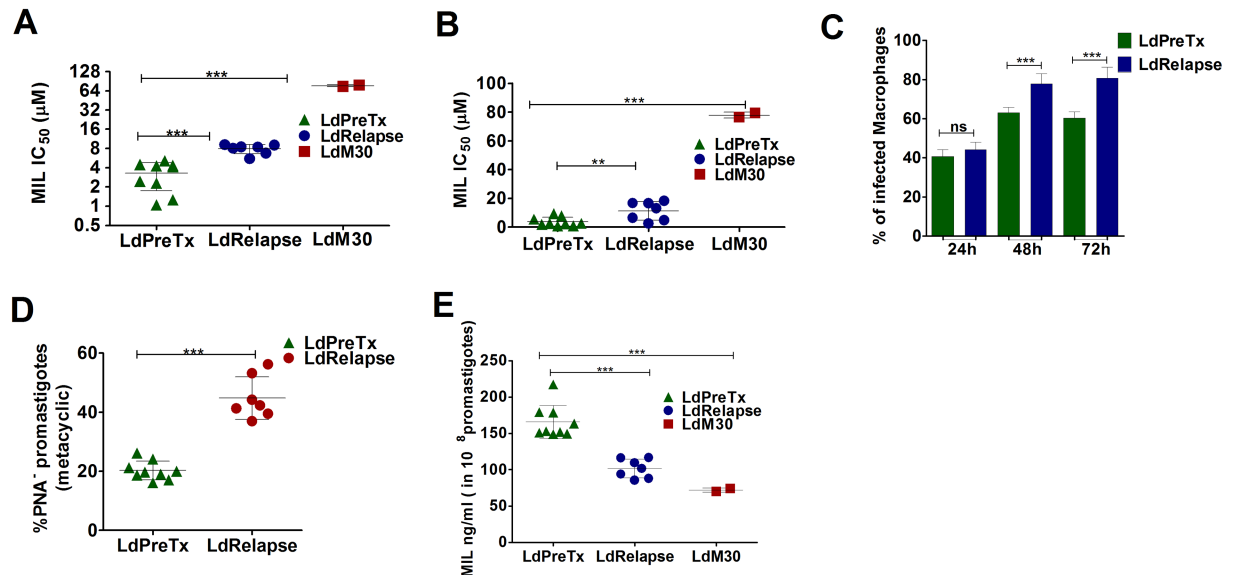 A
MIL IC50 (µM)
128
64
32
16
8
4
2
1
0.5
***
***
LdPreTx
LdRelapse
LdM30
LdPreTx
LdRelapse
LdM30
B
MIL IC50 (µM)
100
80
60
40
20
0
***
**
LdPreTx
LdRelapse
LdM30
LdPreTx
LdRelapse
LdM30
C
% of infected Macrophages
100
80
60
40
20
0
ns
***
***
LdPreTx
LdRelapse
24h
48h
72h
D
%PNA- promastigotes
(metacyclic)
60
40
20
0
***
LdPreTx
LdRelapse
LdPreTx
LdRelapse
E
MIL ng/ml ( in 10 8 promastigotes)
250
200
150
100
50
0
***
***
LdPreTx
LdRelapse
LdM30
LdPreTx
LdRelapse
LdM30